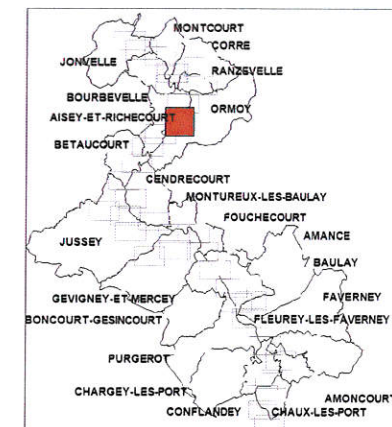 MONTCOURT
CORRE
JONVELLE
RANZEVELLE
BOURBEVELLE
ORMOY
AISEY-ET-RICHECOURT
BETAUCOURT
CENDRECOURT
MONTUREUX-LES-BAULAY
FOUCHECOURT
JUSSEY
AMANCE
BAULAY
GEVIGNEY-ET-MERCEY
FAVERNEY
BONCOURT-GESINCOURT
FLEUREY-LES-FAVERNEY
PURGEROT
CHARGEY-LES-PORT
AMONCOURT
CONFLANDEY
CHAUX-LES-PORT